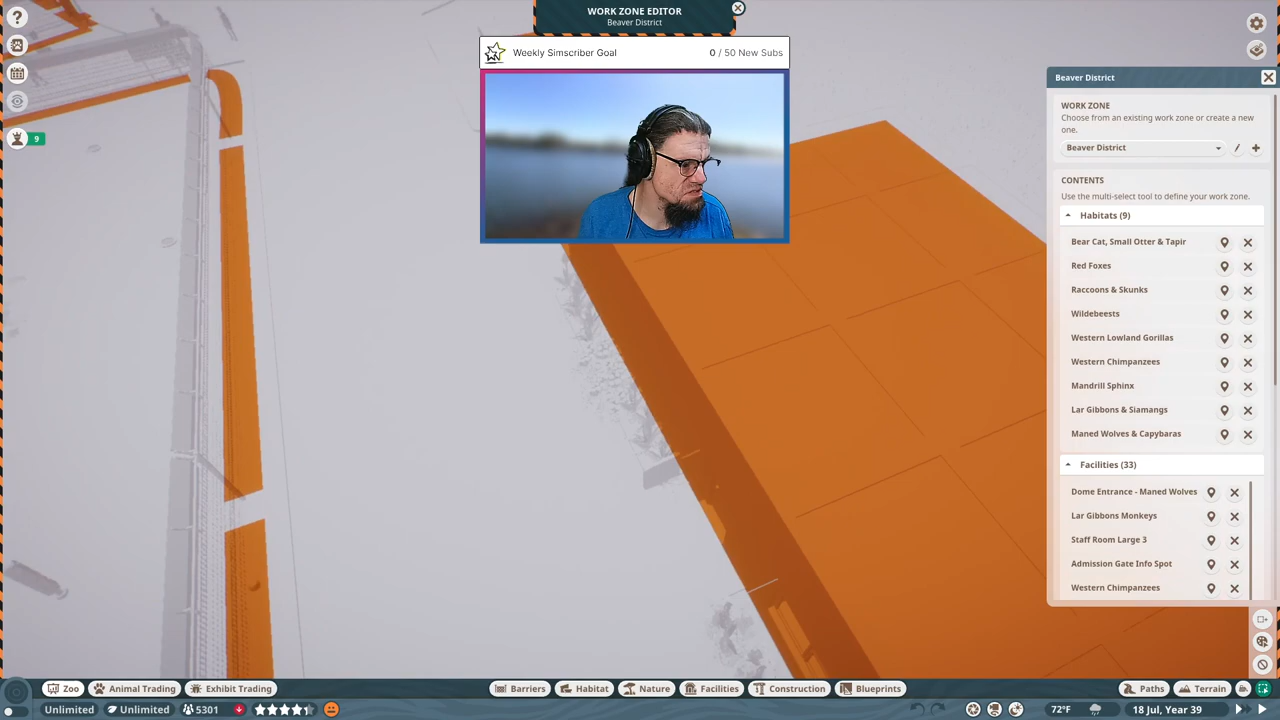 WORK ZONE EDITOR
Beaver District
Weekly Simscriber Goal
0 / 50 New Subs
9
Beaver District
WORK ZONE
Choose from an existing work zone or create a new
one.
Beaver District
CONTENTS
Use the multi-select tool to define your work zone.
Habitats (9)
Bear Cat, Small Otter & Tapir
Red Foxes
Raccoons & Skunks
Wildebeests
Western Lowland Gorillas
Western Chimpanzees
Mandrill Sphinx
Lar Gibbons & Siamangs
Maned Wolves & Capybaras
Facilities (33)
Dome Entrance - Maned Wolves
Lar Gibbons Monkeys
Staff Room Large 3
Admission Gate Info Spot
Western Chimpanzees
Zoo
Animal Trading
Exhibit Trading
Barriers
Habitat
Nature
Facilities
Construction
Blueprints
Paths
Terrain
Unlimited
Unlimited
5301
72°F
18 Jul, Year 39